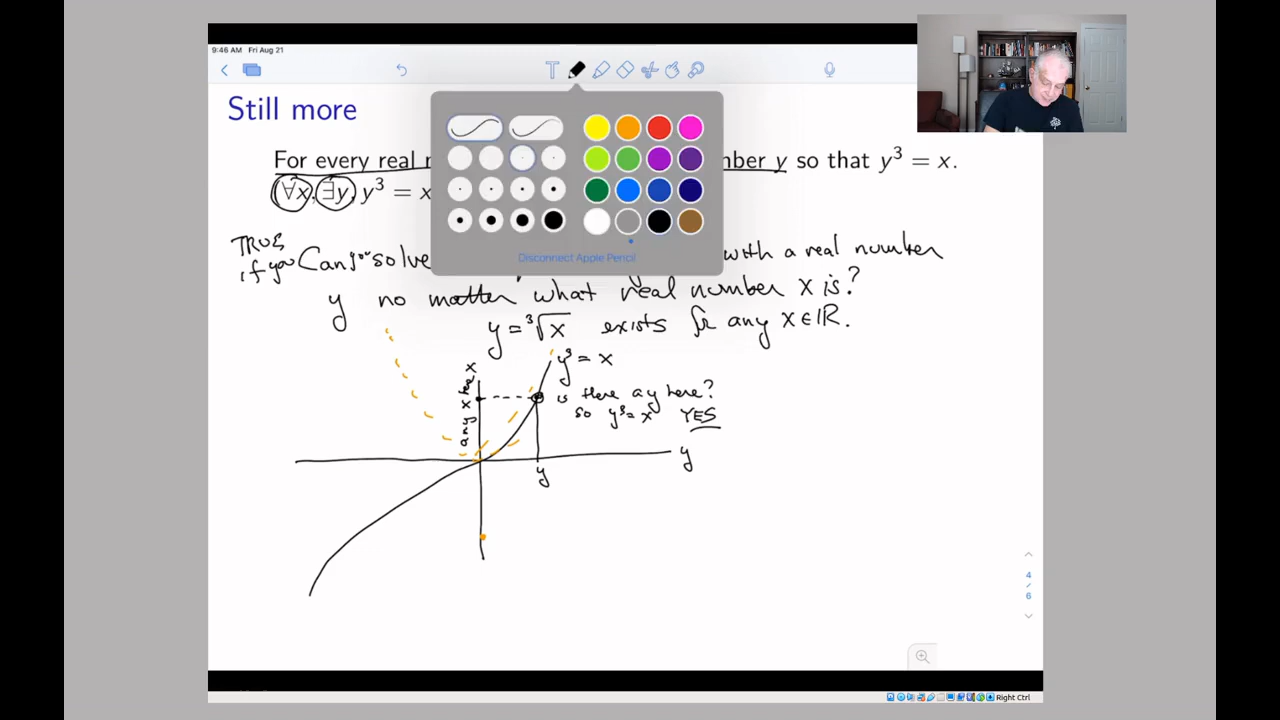 9:46 AM Fri Aug 21
Still more
For every real number y so that y³ = x.
∀x, ∃y, y³ = x
TRUE
if you Can solve with a real number
Disconnect Apple Pencil
y no matter what real number x is?
y = ³√x exists for any x ∈ ℝ.
y³ = x
any x here x
is there a y here?
so y³ = x YES
y
y
4
/
6
Right Ctrl